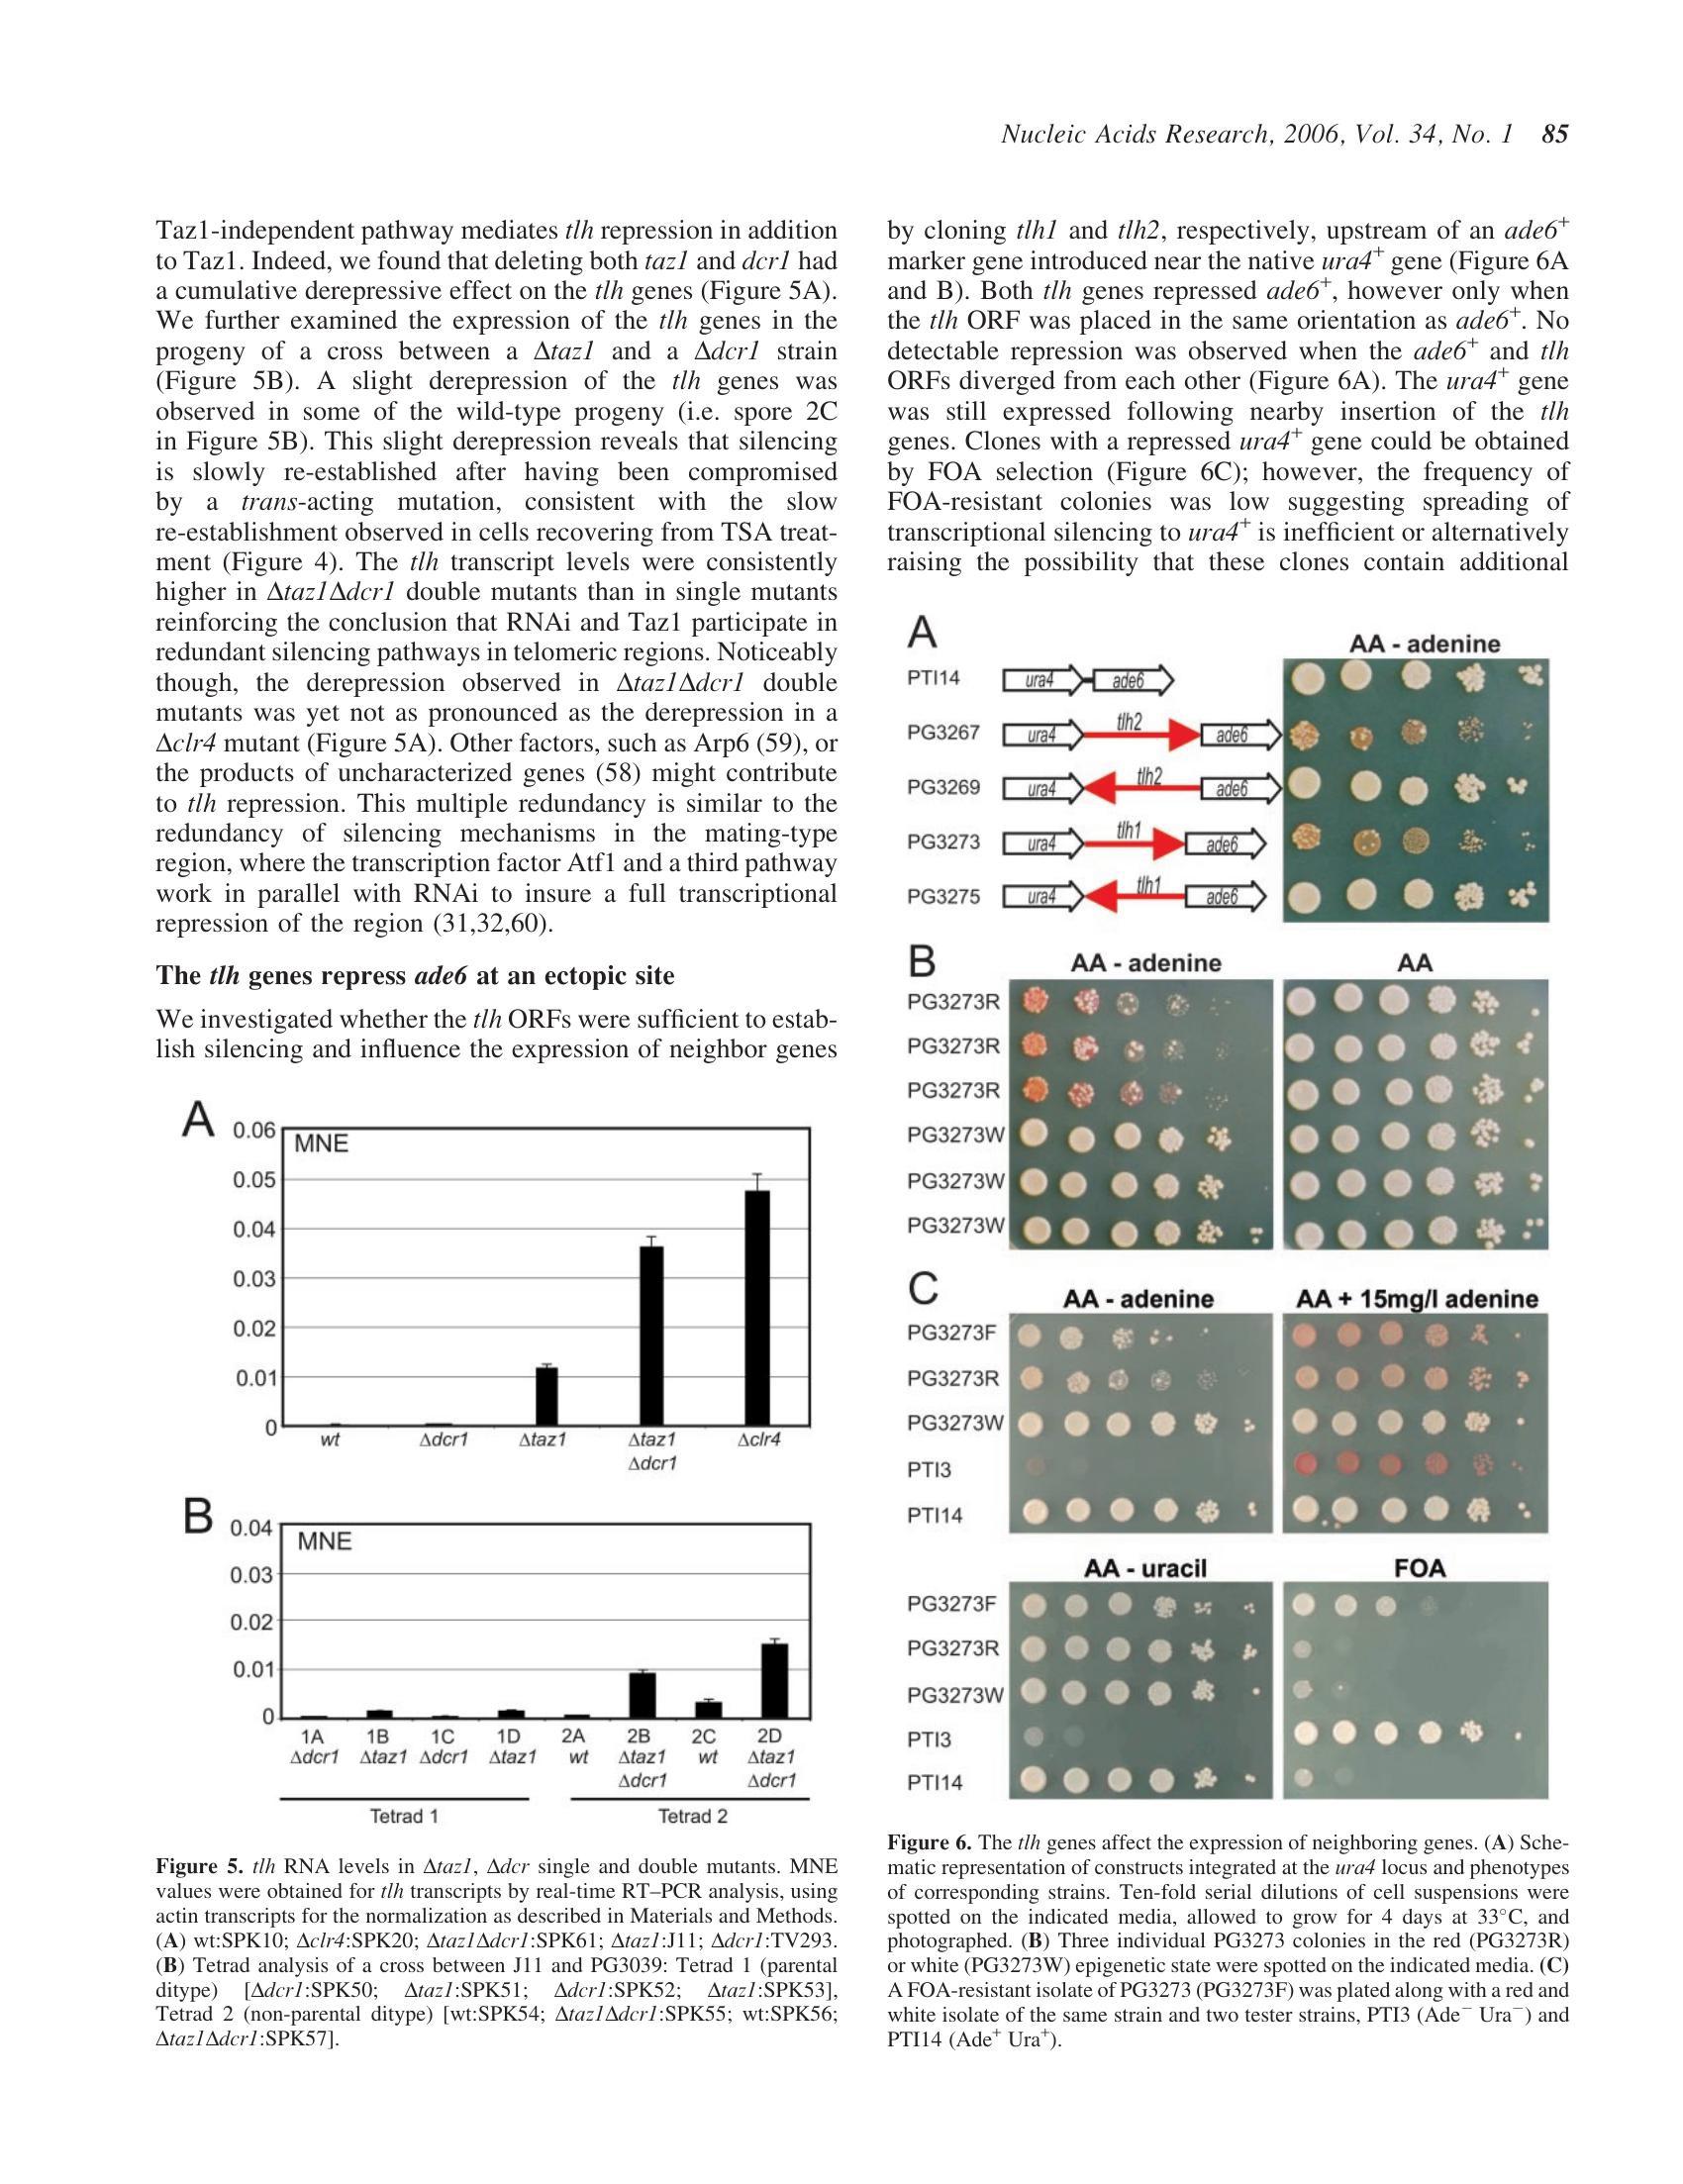 Nucleic Acids Research, 2006, Vol. 34, No. 1 85
Taz1-independent pathway mediates tlh repression in addition
to Taz1. Indeed, we found that deleting both taz1 and dcr1 had
a cumulative derepressive effect on the tlh genes (Figure 5A).
We further examined the expression of the tlh genes in the
progeny of a cross between a Δtaz1 and a Δdcr1 strain
(Figure 5B). A slight derepression of the tlh genes was
observed in some of the wild-type progeny (i.e. spore 2C
in Figure 5B). This slight derepression reveals that silencing
is slowly re-established after having been compromised
by a trans-acting mutation, consistent with the slow
re-establishment observed in cells recovering from TSA treat-
ment (Figure 4). The tlh transcript levels were consistently
higher in Δtaz1Δdcr1 double mutants than in single mutants
reinforcing the conclusion that RNAi and Taz1 participate in
redundant silencing pathways in telomeric regions. Noticeably
though, the derepression observed in Δtaz1Δdcr1 double
mutants was yet not as pronounced as the derepression in a
Δclr4 mutant (Figure 5A). Other factors, such as Arp6 (59), or
the products of uncharacterized genes (58) might contribute
to tlh repression. This multiple redundancy is similar to the
redundancy of silencing mechanisms in the mating-type
region, where the transcription factor Atf1 and a third pathway
work in parallel with RNAi to insure a full transcriptional
repression of the region (31,32,60).
The tlh genes repress ade6 at an ectopic site
We investigated whether the tlh ORFs were sufficient to estab-
lish silencing and influence the expression of neighbor genes
A
MNE
0.06
0.05
0.04
0.03
0.02
0.01
0
wt Δdcr1 Δtaz1 Δtaz1 Δclr4
Δdcr1
B
MNE
0.04
0.03
0.02
0.01
0
1A 1B 1C 1D 2A 2B 2C 2D
Δdcr1 Δtaz1 Δdcr1 Δtaz1 wt Δtaz1 wt Δtaz1
Δdcr1 Δdcr1
Tetrad 1 Tetrad 2
Figure 5. tlh RNA levels in Δtaz1, Δdcr single and double mutants. MNE
values were obtained for tlh transcripts by real-time RT–PCR analysis, using
actin transcripts for the normalization as described in Materials and Methods.
(A) wt:SPK10; Δclr4:SPK20; Δtaz1Δdcr1:SPK61; Δtaz1:J11; Δdcr1:TV293.
(B) Tetrad analysis of a cross between J11 and PG3039: Tetrad 1 (parental
ditype) [Δdcr1:SPK50; Δtaz1:SPK51; Δdcr1:SPK52; Δtaz1:SPK53],
Tetrad 2 (non-parental ditype) [wt:SPK54; Δtaz1Δdcr1:SPK55; wt:SPK56;
Δtaz1Δdcr1:SPK57].
by cloning tlh1 and tlh2, respectively, upstream of an ade6⁺
marker gene introduced near the native ura4⁺ gene (Figure 6A
and B). Both tlh genes repressed ade6⁺, however only when
the tlh ORF was placed in the same orientation as ade6⁺. No
detectable repression was observed when the ade6⁺ and tlh
ORFs diverged from each other (Figure 6A). The ura4⁺ gene
was still expressed following nearby insertion of the tlh
genes. Clones with a repressed ura4⁺ gene could be obtained
by FOA selection (Figure 6C); however, the frequency of
FOA-resistant colonies was low suggesting spreading of
transcriptional silencing to ura4⁺ is inefficient or alternatively
raising the possibility that these clones contain additional
A
AA - adenine
PTI14 ura4 ade6
PG3267 ura4 tlh2 ade6
PG3269 ura4 tlh2 ade6
PG3273 ura4 tlh1 ade6
PG3275 ura4 tlh1 ade6
B
AA - adenine AA
PG3273R
PG3273R
PG3273R
PG3273W
PG3273W
PG3273W
C
AA - adenine AA + 15mg/l adenine
PG3273F
PG3273R
PG3273W
PTI3
PTI14
AA - uracil FOA
PG3273F
PG3273R
PG3273W
PTI3
PTI14
Figure 6. The tlh genes affect the expression of neighboring genes. (A) Sche-
matic representation of constructs integrated at the ura4 locus and phenotypes
of corresponding strains. Ten-fold serial dilutions of cell suspensions were
spotted on the indicated media, allowed to grow for 4 days at 33°C, and
photographed. (B) Three individual PG3273 colonies in the red (PG3273R)
or white (PG3273W) epigenetic state were spotted on the indicated media. (C)
A FOA-resistant isolate of PG3273 (PG3273F) was plated along with a red and
white isolate of the same strain and two tester strains, PTI3 (Ade⁻ Ura⁻) and
PTI14 (Ade⁺ Ura⁺).